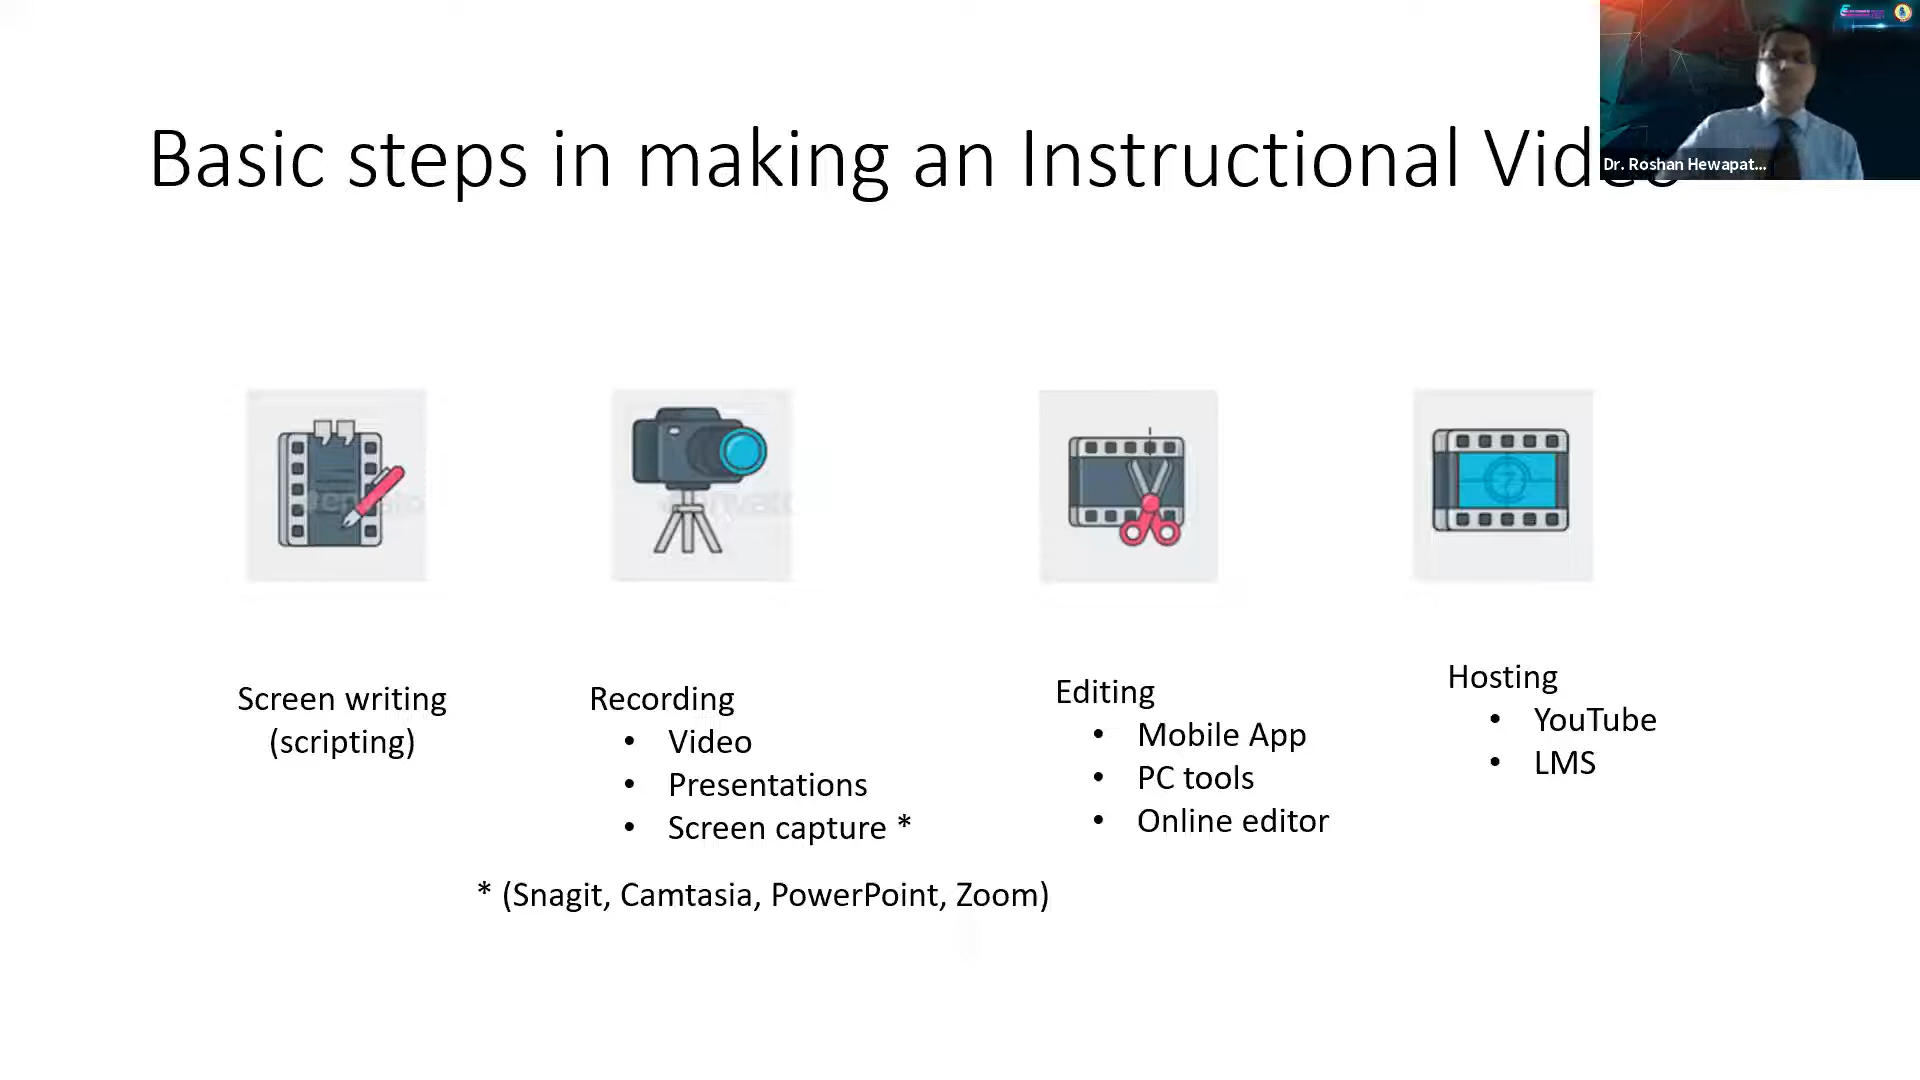 Basic steps in making an Instructional Video
Dr. Roshan Hewapat...
Screen writing
(scripting)
Recording
• Video
• Presentations
• Screen capture *
* (Snagit, Camtasia, PowerPoint, Zoom)
Editing
• Mobile App
• PC tools
• Online editor
Hosting
• YouTube
• LMS